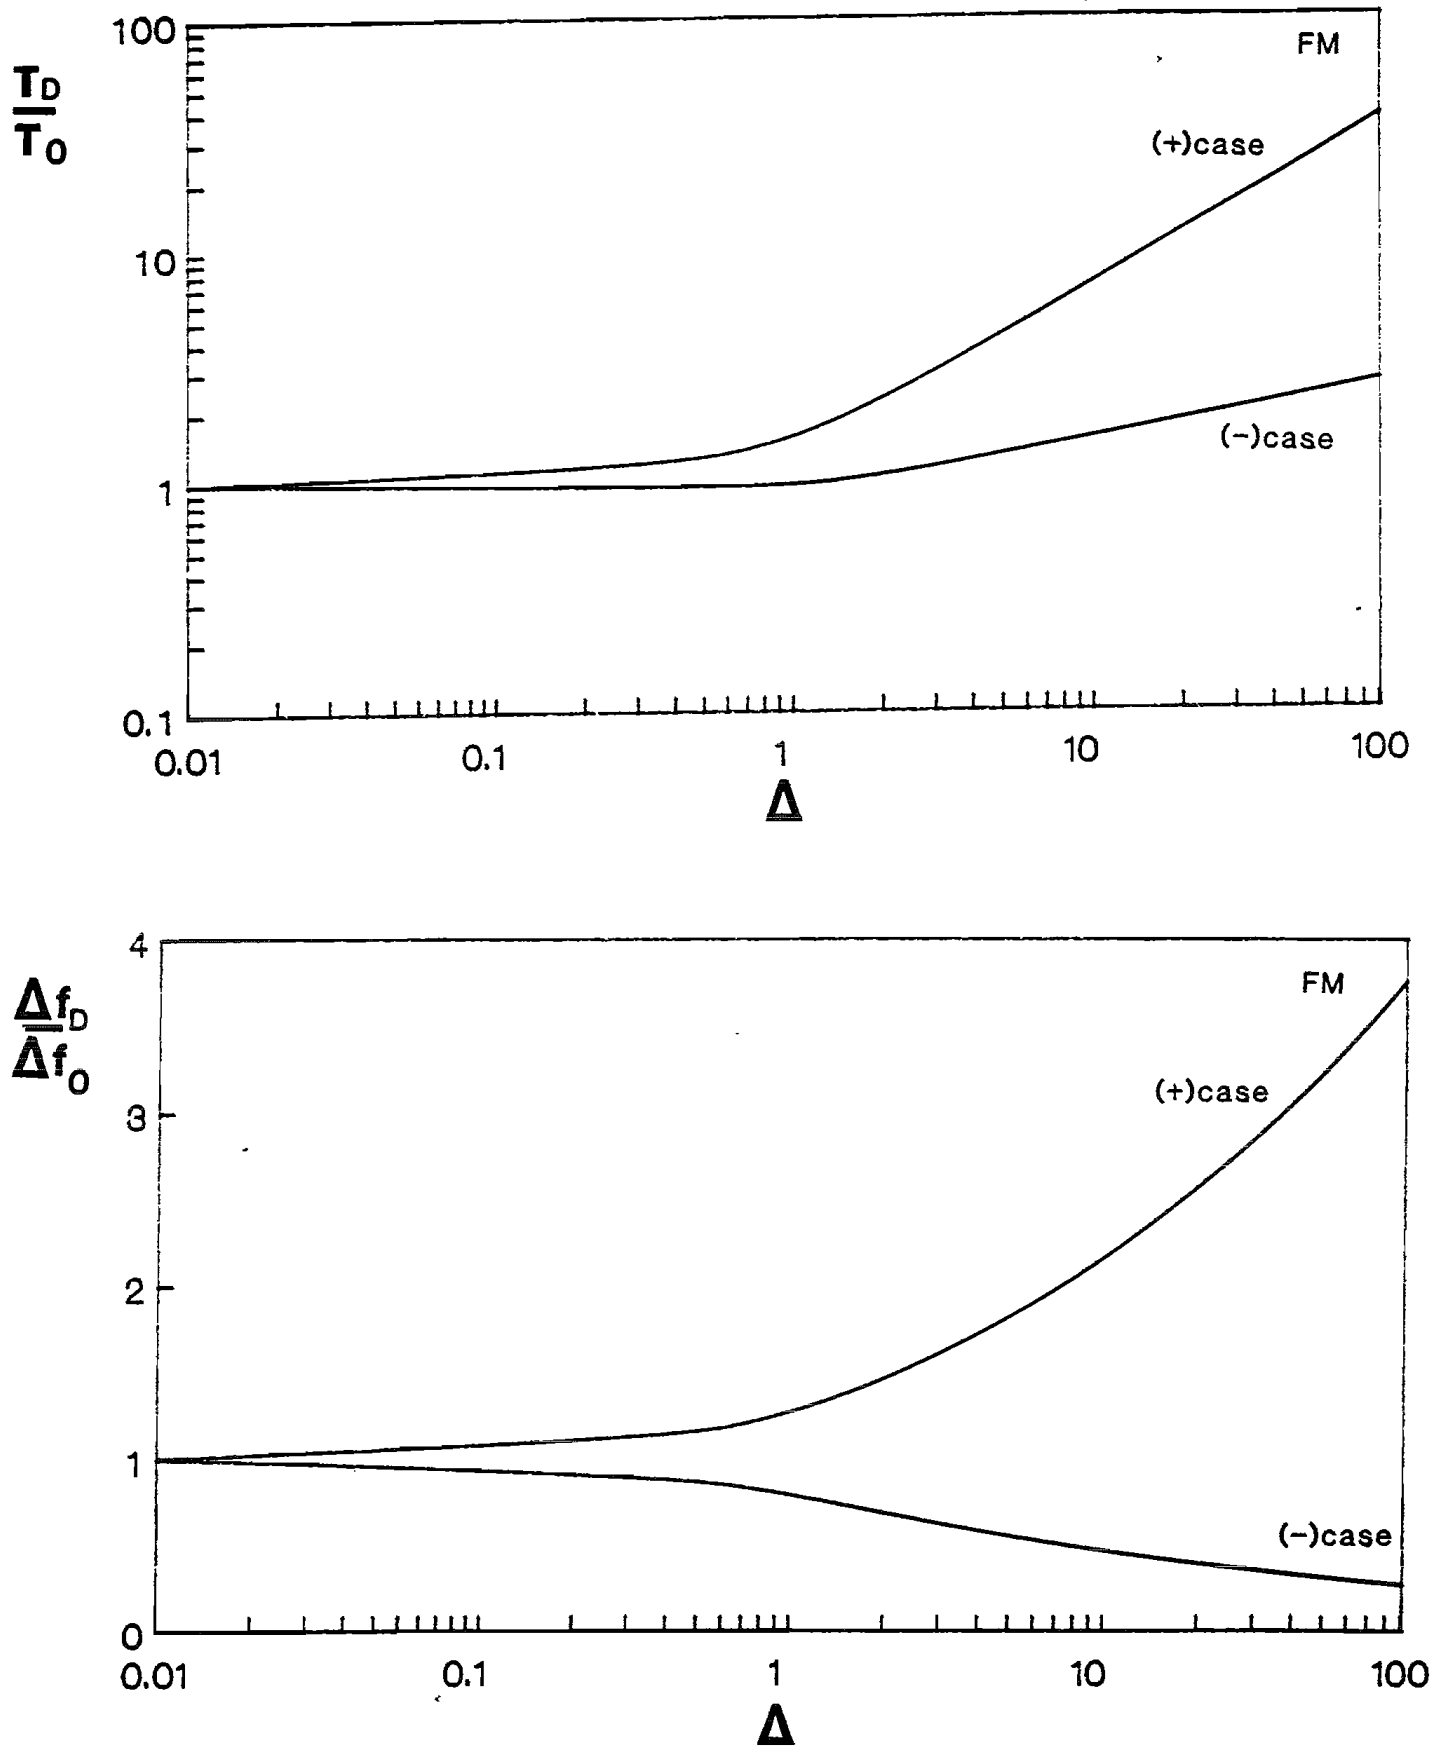 100
FM
T_D
T_0
(+)case
10
(-)case
1
0.1
0.01 0.1 1 10 100
Δ
4
FM
Δf_D
Δf_0
(+)case
3
2
1
(-)case
0
0.01 0.1 1 10 100
Δ